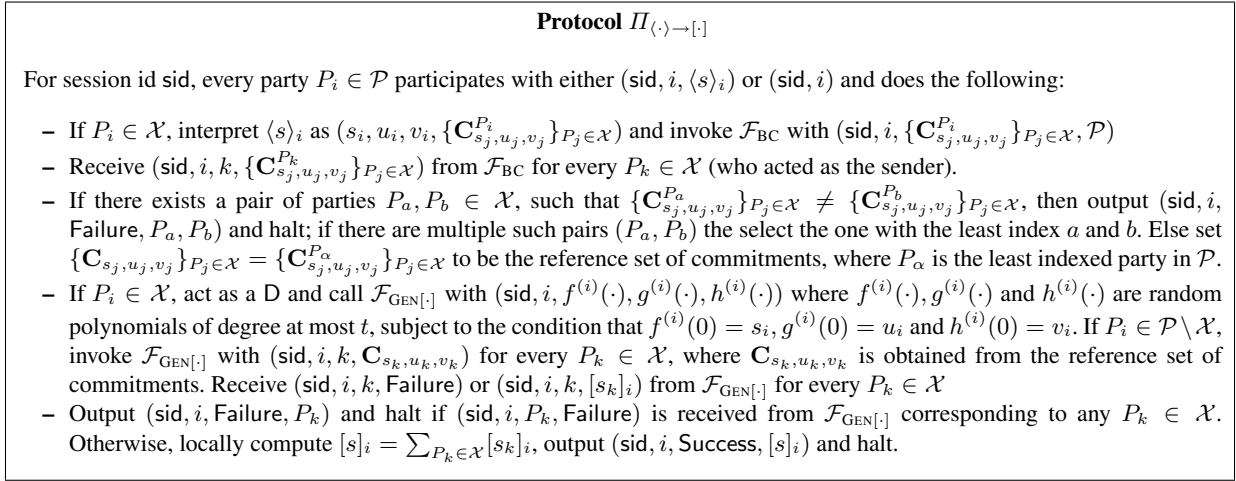 Protocol Π⟨·⟩→[·]
For session id sid, every party P_i ∈ 𝒫 participates with either (sid, i, ⟨s⟩_i) or (sid, i) and does the following:
– If P_i ∈ 𝒳, interpret ⟨s⟩_i as (s_i, u_i, v_i, {𝐂^{P_i}_{s_j,u_j,v_j}}_{P_j∈𝒳}) and invoke ℱ_BC with (sid, i, {𝐂^{P_i}_{s_j,u_j,v_j}}_{P_j∈𝒳}, 𝒫)
– Receive (sid, i, k, {𝐂^{P_k}_{s_j,u_j,v_j}}_{P_j∈𝒳}) from ℱ_BC for every P_k ∈ 𝒳 (who acted as the sender).
– If there exists a pair of parties P_a, P_b ∈ 𝒳, such that {𝐂^{P_a}_{s_j,u_j,v_j}}_{P_j∈𝒳} ≠ {𝐂^{P_b}_{s_j,u_j,v_j}}_{P_j∈𝒳}, then output (sid, i,
Failure, P_a, P_b) and halt; if there are multiple such pairs (P_a, P_b) the select the one with the least index a and b. Else set
{𝐂_{s_j,u_j,v_j}}_{P_j∈𝒳} = {𝐂^{P_α}_{s_j,u_j,v_j}}_{P_j∈𝒳} to be the reference set of commitments, where P_α is the least indexed party in 𝒫.
– If P_i ∈ 𝒳, act as a D and call ℱ_GEN[·] with (sid, i, f^{(i)}(·), g^{(i)}(·), h^{(i)}(·)) where f^{(i)}(·), g^{(i)}(·) and h^{(i)}(·) are random
polynomials of degree at most t, subject to the condition that f^{(i)}(0) = s_i, g^{(i)}(0) = u_i and h^{(i)}(0) = v_i. If P_i ∈ 𝒫\𝒳,
invoke ℱ_GEN[·] with (sid, i, k, 𝐂_{s_k,u_k,v_k}) for every P_k ∈ 𝒳, where 𝐂_{s_k,u_k,v_k} is obtained from the reference set of
commitments. Receive (sid, i, k, Failure) or (sid, i, k, [s_k]_i) from ℱ_GEN[·] for every P_k ∈ 𝒳
– Output (sid, i, Failure, P_k) and halt if (sid, i, P_k, Failure) is received from ℱ_GEN[·] corresponding to any P_k ∈ 𝒳.
Otherwise, locally compute [s]_i = ∑_{P_k∈𝒳}[s_k]_i, output (sid, i, Success, [s]_i) and halt.